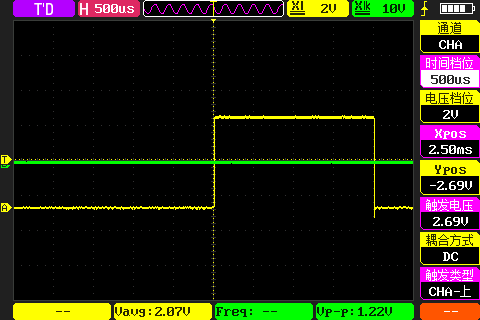 T'D H 500us X1 2V X1k 10V
通道
CHA
时间档位
500us
电压档位
2V
Xpos
2.50ms
Ypos
-2.69V
触发电压
2.69V
耦合方式
DC
触发类型
CHA-上
T
A
-- Vavg:2.07V Freq: -- Vp-p:1.22V --